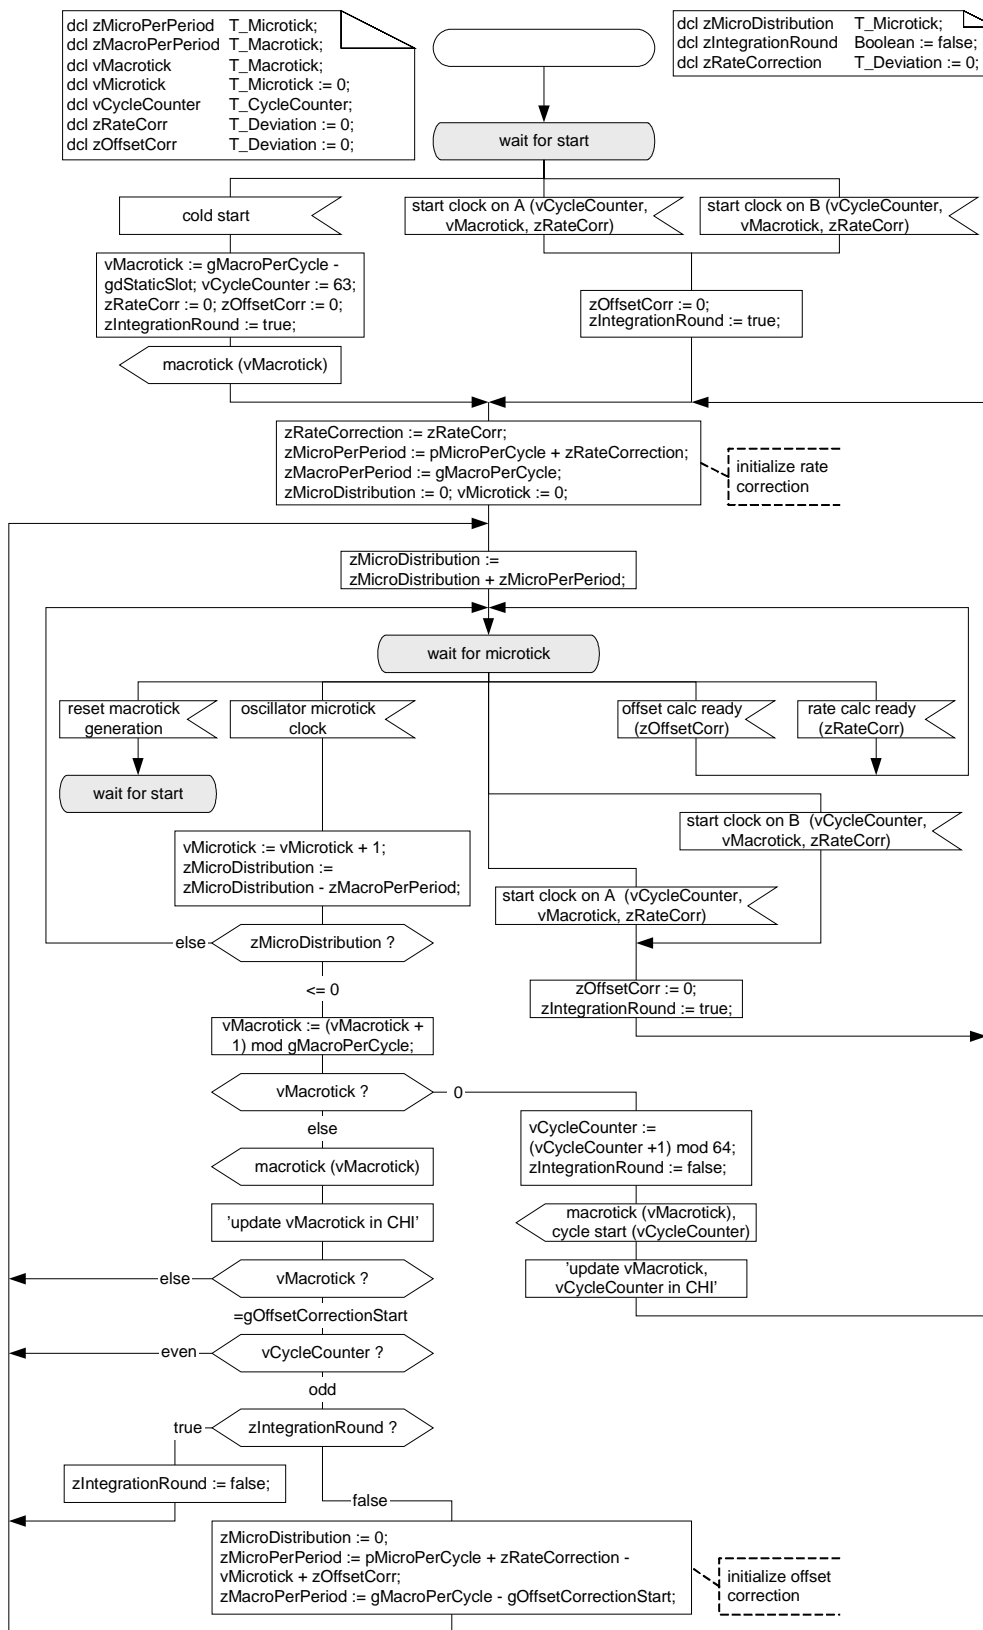 dcl zMicroPerPeriod T_Microtick;
dcl zMacroPerPeriod T_Macrotick;
dcl vMacrotick T_Macrotick;
dcl vMicrotick T_Microtick := 0;
dcl vCycleCounter T_CycleCounter;
dcl zRateCorr T_Deviation := 0;
dcl zOffsetCorr T_Deviation := 0;
dcl zMicroDistribution T_Microtick;
dcl zIntegrationRound Boolean := false;
dcl zRateCorrection T_Deviation := 0;
wait for start
cold start
start clock on A (vCycleCounter,
vMacrotick, zRateCorr)
start clock on B (vCycleCounter,
vMacrotick, zRateCorr)
vMacrotick := gMacroPerCycle -
gdStaticSlot; vCycleCounter := 63;
zRateCorr := 0; zOffsetCorr := 0;
zIntegrationRound := true;
zOffsetCorr := 0;
zIntegrationRound := true;
macrotick (vMacrotick)
zRateCorrection := zRateCorr;
zMicroPerPeriod := pMicroPerCycle + zRateCorrection;
zMacroPerPeriod := gMacroPerCycle;
zMicroDistribution := 0; vMicrotick := 0;
initialize rate
correction
zMicroDistribution :=
zMicroDistribution + zMicroPerPeriod;
wait for microtick
reset macrotick
generation
oscillator microtick
clock
offset calc ready
(zOffsetCorr)
rate calc ready
(zRateCorr)
wait for start
start clock on B (vCycleCounter,
vMacrotick, zRateCorr)
vMicrotick := vMicrotick + 1;
zMicroDistribution :=
zMicroDistribution - zMacroPerPeriod;
start clock on A (vCycleCounter,
vMacrotick, zRateCorr)
else
zMicroDistribution ?
<= 0
zOffsetCorr := 0;
zIntegrationRound := true;
vMacrotick := (vMacrotick +
1) mod gMacroPerCycle;
vMacrotick ?
0
else
vCycleCounter :=
(vCycleCounter +1) mod 64;
zIntegrationRound := false;
macrotick (vMacrotick)
macrotick (vMacrotick),
cycle start (vCycleCounter)
'update vMacrotick in CHI'
'update vMacrotick,
vCycleCounter in CHI'
else
vMacrotick ?
=gOffsetCorrectionStart
even
vCycleCounter ?
odd
true
zIntegrationRound ?
zIntegrationRound := false;
false
zMicroDistribution := 0;
zMicroPerPeriod := pMicroPerCycle + zRateCorrection -
vMicrotick + zOffsetCorr;
zMacroPerPeriod := gMacroPerCycle - gOffsetCorrectionStart;
initialize offset
correction